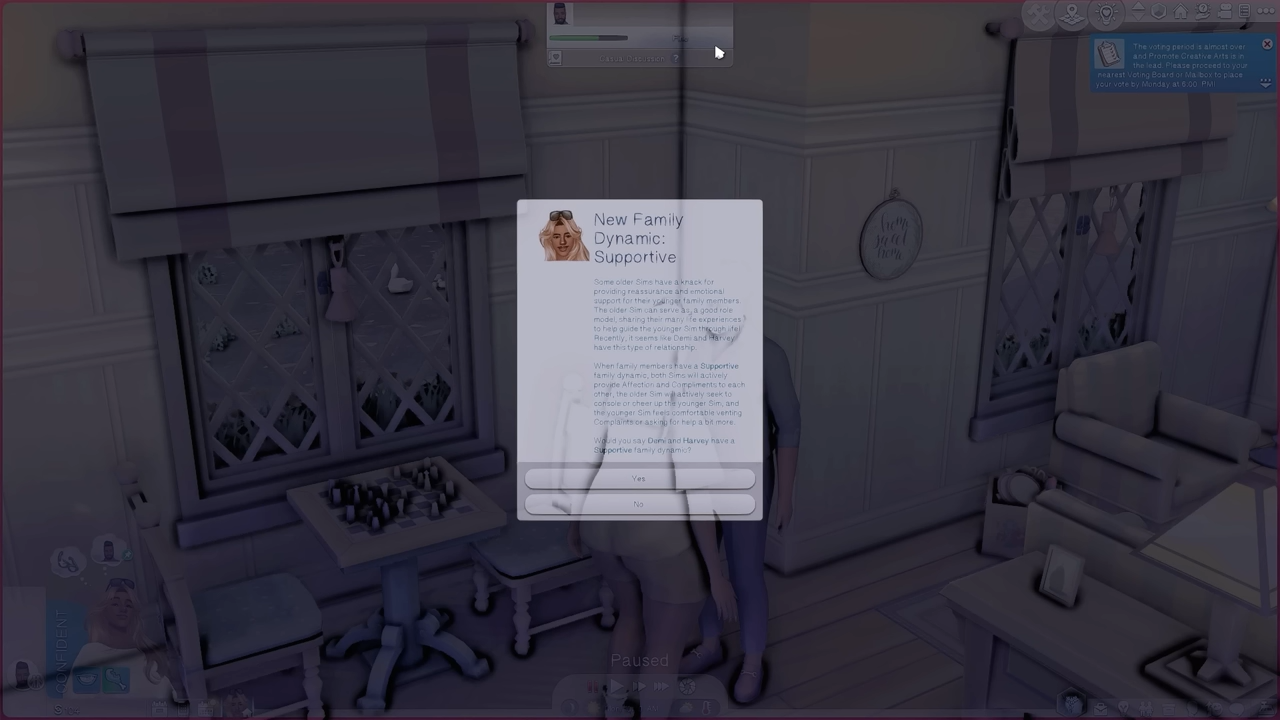 The voting period is almost over
and Promote Creative Arts is in
the lead. Please proceed to your
nearest Voting Board or Mailbox to place
your vote by Monday at 6:00 PM!
home
sweet
home
New Family
Dynamic:
Supportive
Some older Sims have a knack for
providing reassurance and emotional
support for their younger family members.
The older Sim can serve as a good role
model, sharing their many life experiences
to help guide the younger Sim through life!
Recently, it seems like Demi and Harvey
have this type of relationship.
When family members have a Supportive
family dynamic, both Sims will actively
provide Affection and Compliments to each
other, the older Sim will actively seek to
console or cheer up the younger Sim, and
the younger Sim feels comfortable venting
Complaints or asking for help a bit more.
Would you say Demi and Harvey have a
Supportive family dynamic?
Yes
No
CONFIDENT
Paused